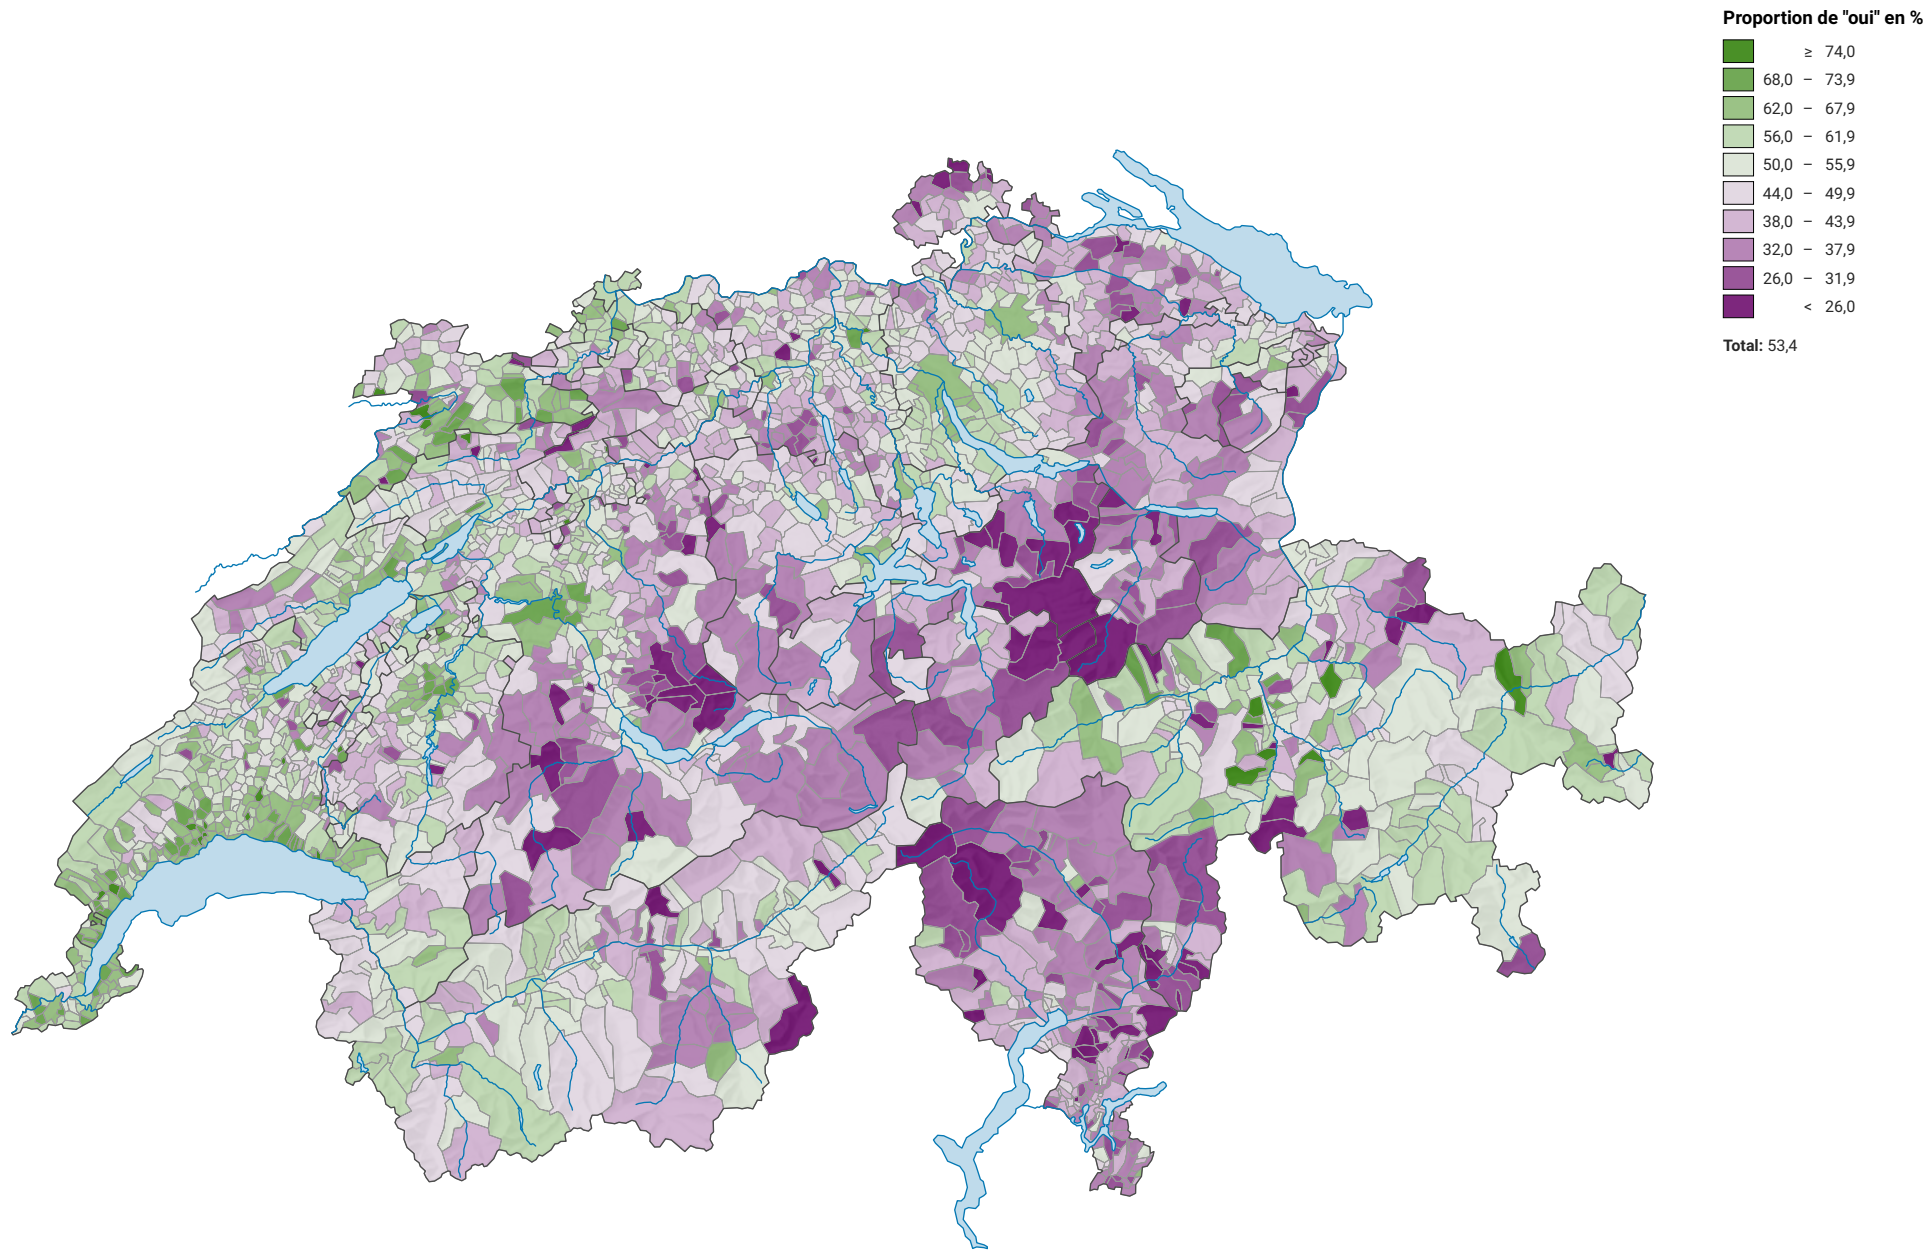 Proportion de "oui" en %
≥ 74,0
68,0 – 73,9
62,0 – 67,9
56,0 – 61,9
50,0 – 55,9
44,0 – 49,9
38,0 – 43,9
32,0 – 37,9
26,0 – 31,9
< 26,0
Total: 53,4